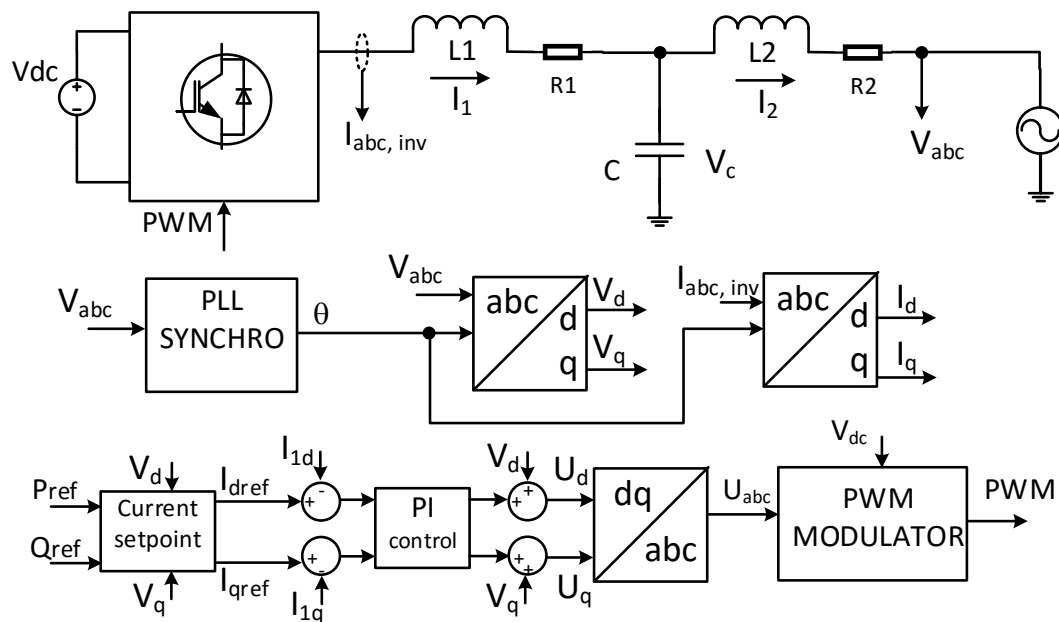 Vdc
L1
R1
L2
R2
I1
I2
Iabc, inv
Vabc
C
Vc
PWM
Vabc
PLL
SYNCHRO
θ
Vabc
abc
d
q
Vd
Vq
Iabc, inv
abc
d
q
Id
Iq
Pref
Qref
Vd
Current
setpoint
Vq
Idref
Iqref
I1d
-
+
+
-
I1q
PI
control
Vd
+
+
+
+
Vq
Ud
Uq
dq
abc
Uabc
Vdc
PWM
MODULATOR
PWM